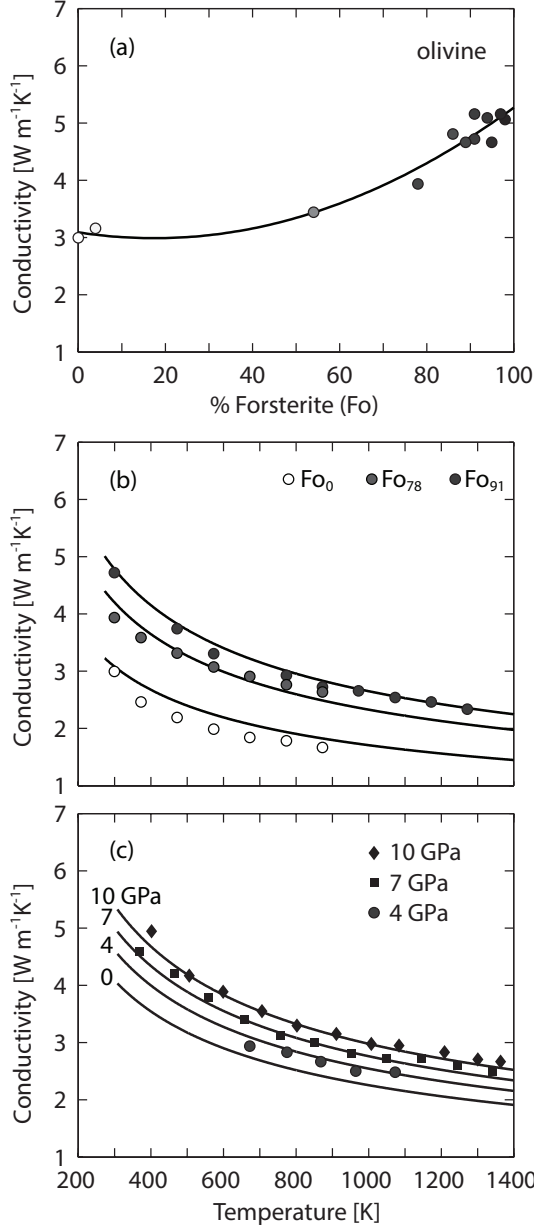 7
(a)
olivine
6
5
4
3
2
1
Conductivity [W m⁻¹K⁻¹]
0 20 40 60 80 100
% Forsterite (Fo)
7
(b)
Fo₀ Fo₇₈ Fo₉₁
6
5
4
3
2
1
Conductivity [W m⁻¹K⁻¹]
7
(c)
10 GPa
7 GPa
4 GPa
6
5
4
3
2
1
10 GPa
7
4
0
Conductivity [W m⁻¹K⁻¹]
200 400 600 800 1000 1200 1400
Temperature [K]